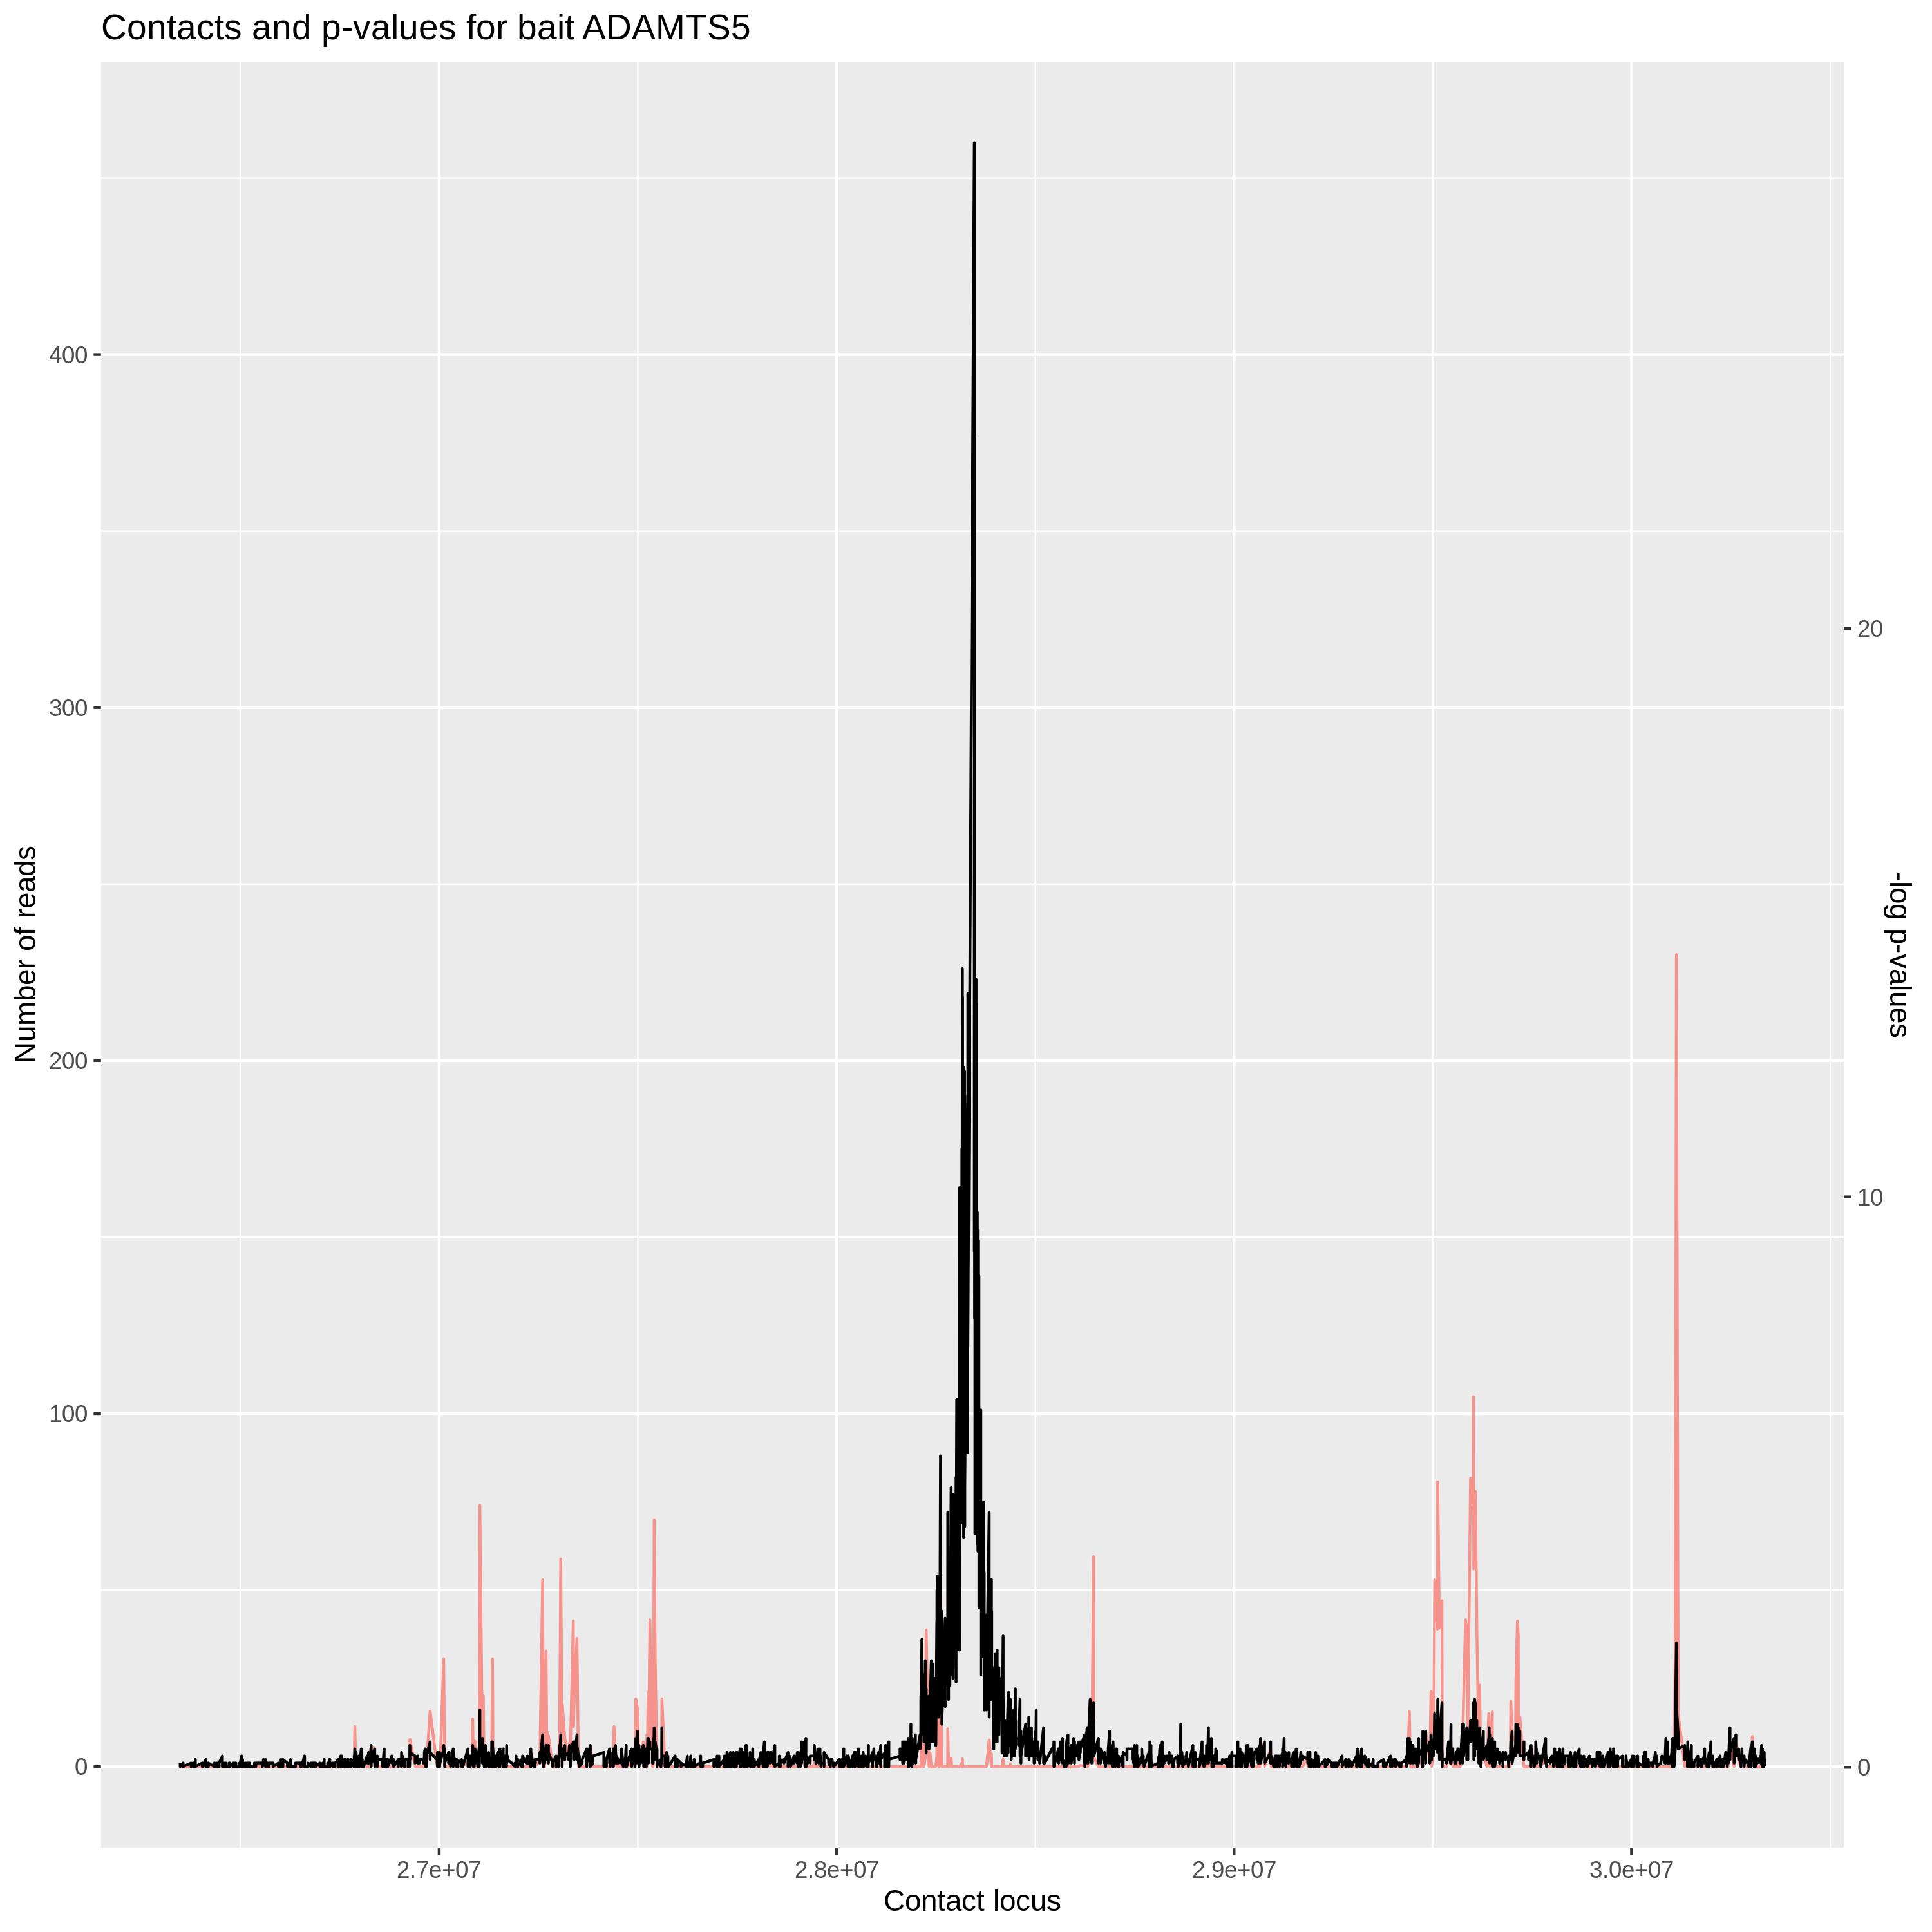 Contacts and p-values for bait ADAMTS5
Number of reads
400
300
200
100
0
20
10
0
-log p-values
2.7e+07
2.8e+07
2.9e+07
3.0e+07
Contact locus